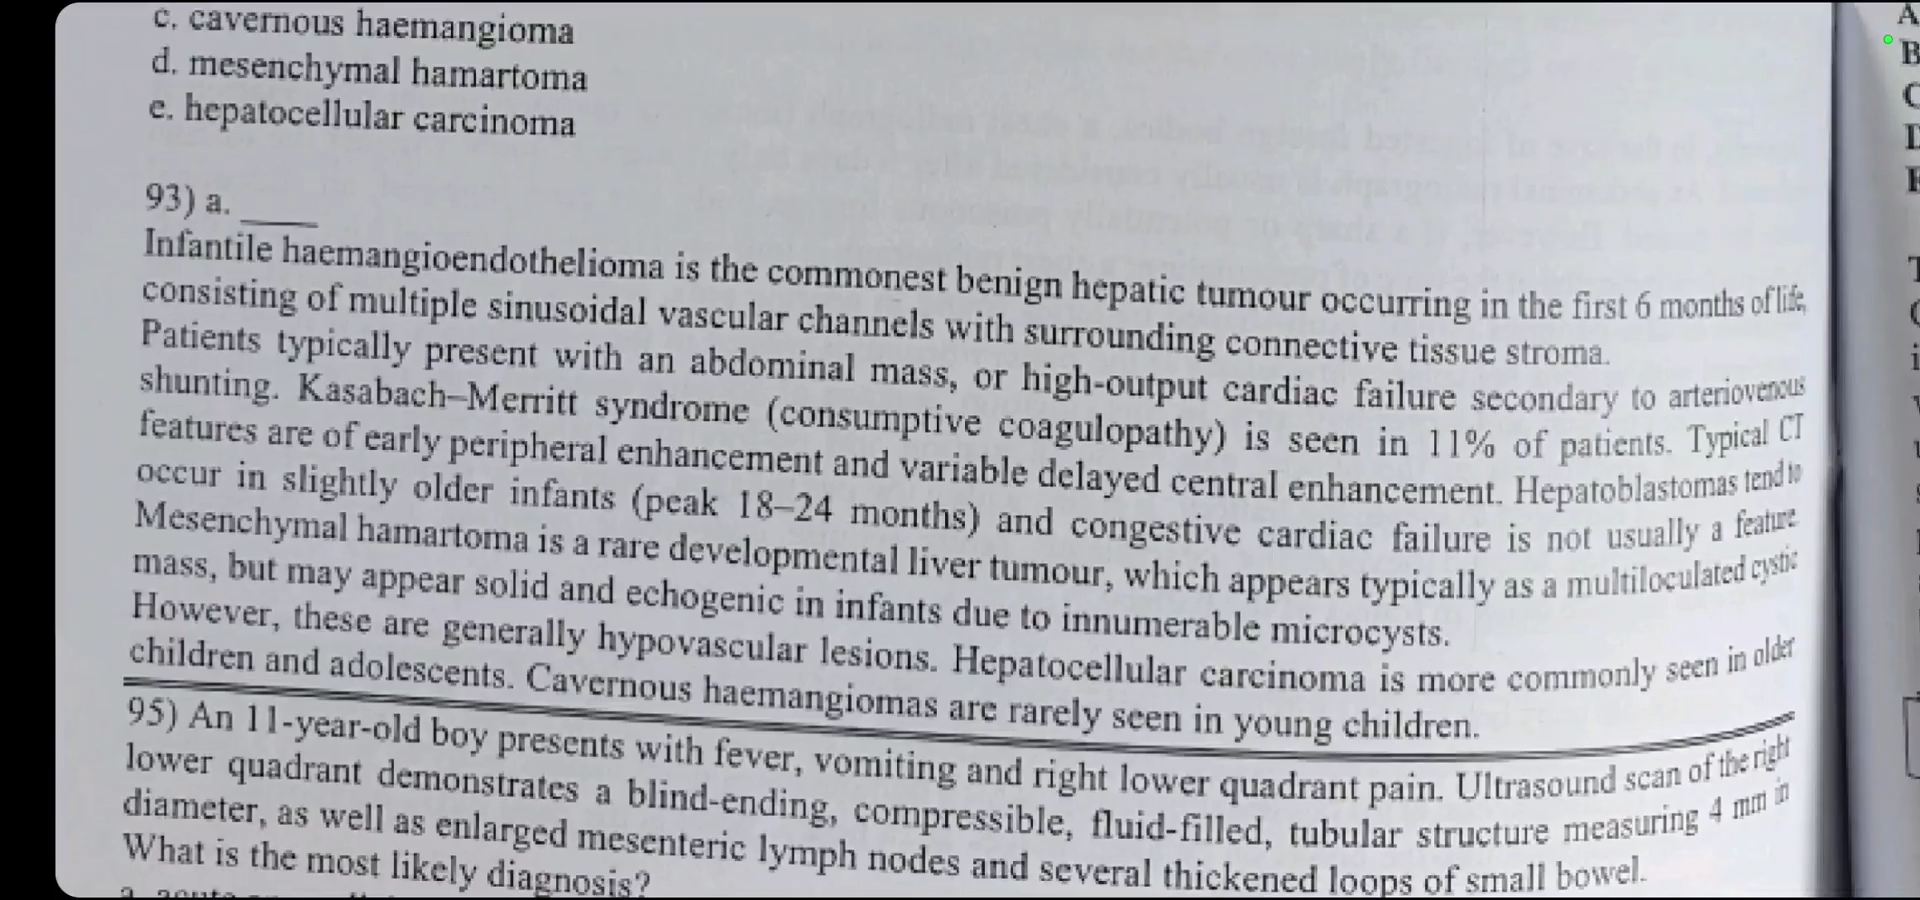 c. cavernous haemangioma
d. mesenchymal hamartoma
e. hepatocellular carcinoma
93) a.
Infantile haemangioendothelioma is the commonest benign hepatic tumour occurring in the first 6 months of life,
consisting of multiple sinusoidal vascular channels with surrounding connective tissue stroma.
Patients typically present with an abdominal mass, or high-output cardiac failure secondary to arteriovenous
shunting. Kasabach–Merritt syndrome (consumptive coagulopathy) is seen in 11% of patients. Typical CT
features are of early peripheral enhancement and variable delayed central enhancement. Hepatoblastomas tend to
occur in slightly older infants (peak 18–24 months) and congestive cardiac failure is not usually a feature
Mesenchymal hamartoma is a rare developmental liver tumour, which appears typically as a multiloculated cystic
mass, but may appear solid and echogenic in infants due to innumerable microcysts.
However, these are generally hypovascular lesions. Hepatocellular carcinoma is more commonly seen in older
children and adolescents. Cavernous haemangiomas are rarely seen in young children.
95) An 11-year-old boy presents with fever, vomiting and right lower quadrant pain. Ultrasound scan of the right
lower quadrant demonstrates a blind-ending, compressible, fluid-filled, tubular structure measuring 4 mm in
diameter, as well as enlarged mesenteric lymph nodes and several thickened loops of small bowel.
What is the most likely diagnosis?
A
B